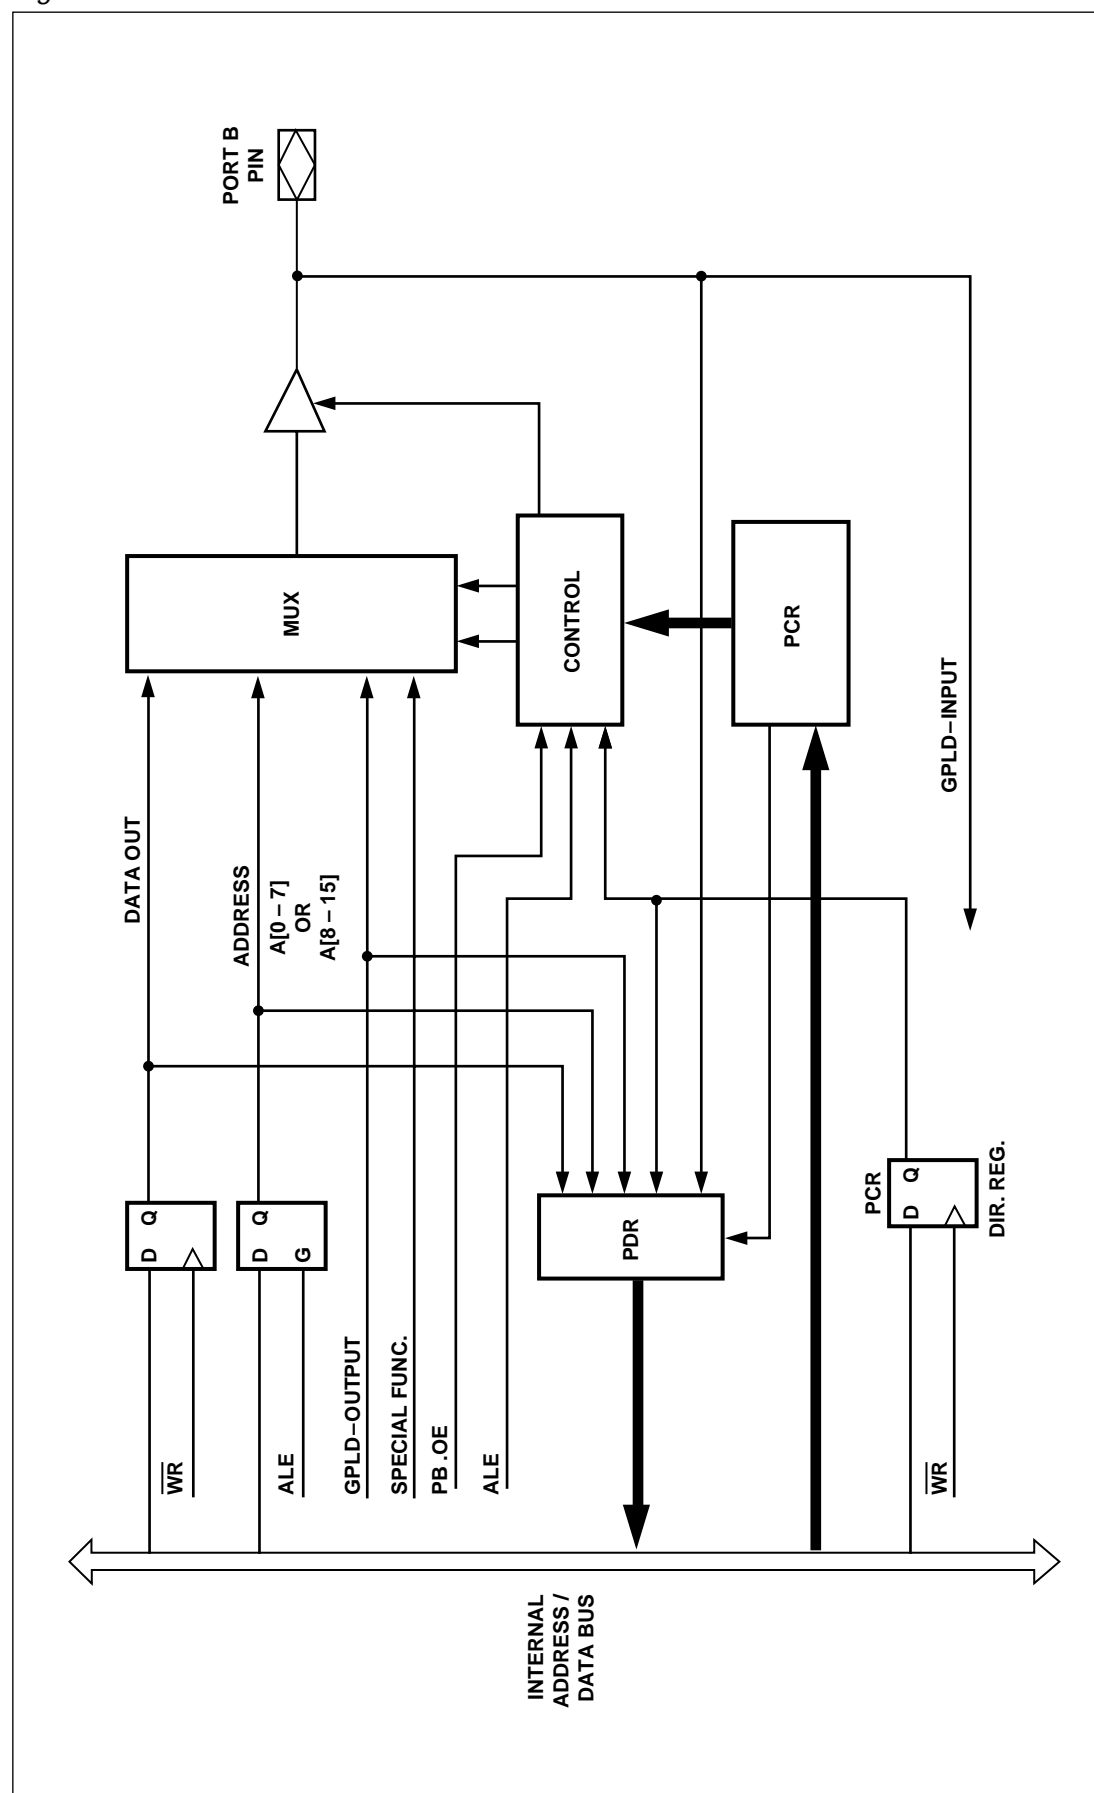 INTERNAL
ADDRESS /
DATA BUS
WR
ALE
GPLD–OUTPUT
SPECIAL FUNC.
PB .OE
ALE
WR
D Q
D Q
G
PDR
PCR
D Q
DIR. REG.
DATA OUT
ADDRESS
A[0 – 7]
OR
A[8 – 15]
GPLD–INPUT
MUX
CONTROL
PCR
PORT B
PIN